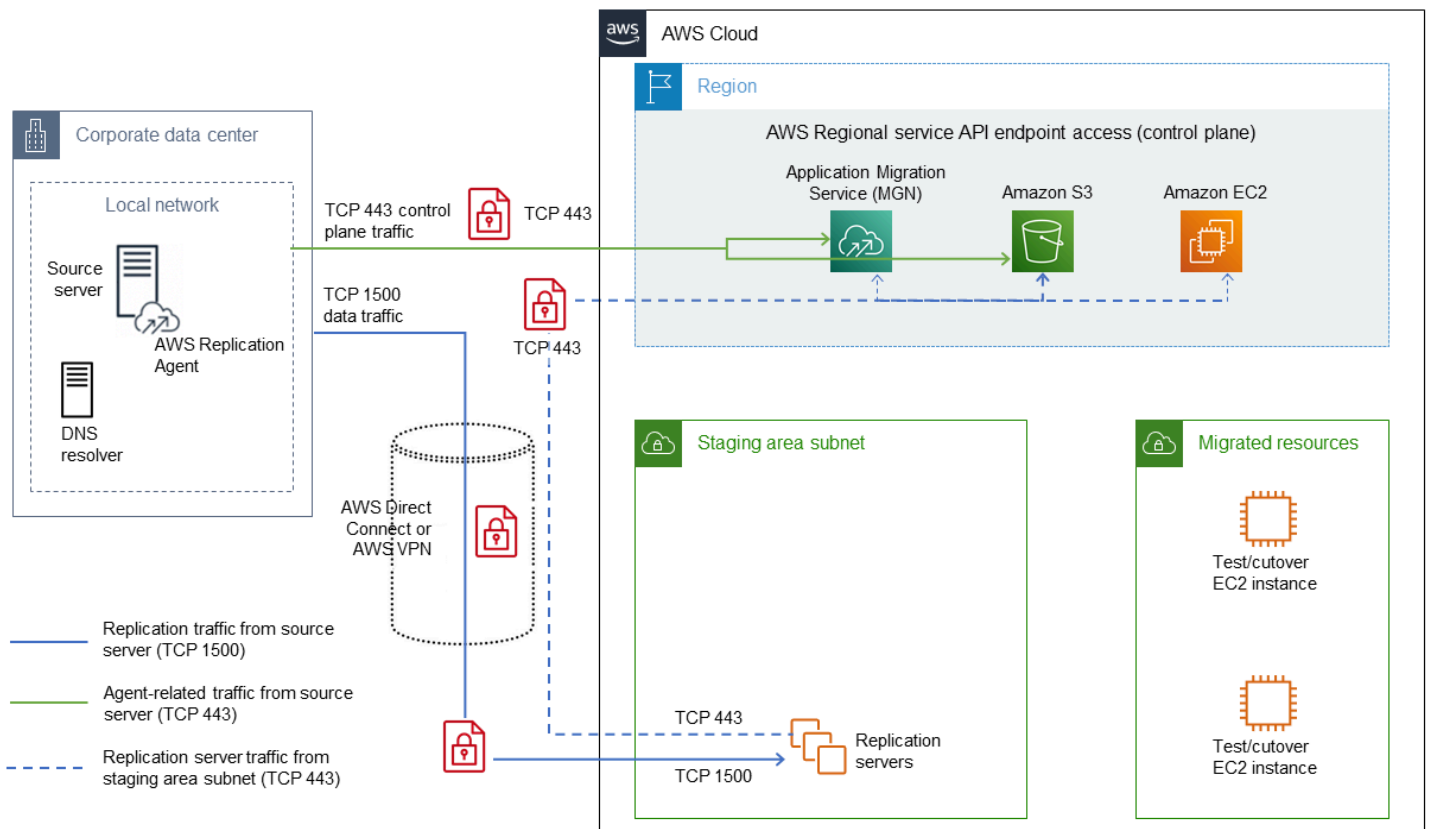 aws
AWS Cloud
Region
AWS Regional service API endpoint access (control plane)
Application Migration
Service (MGN)
Amazon S3
Amazon EC2
Corporate data center
Local network
Source
server
AWS Replication
Agent
DNS
resolver
TCP 443 control
plane traffic
TCP 443
TCP 1500
data traffic
TCP 443
AWS Direct
Connect or
AWS VPN
Staging area subnet
TCP 443
TCP 1500
Replication
servers
Migrated resources
Test/cutover
EC2 instance
Test/cutover
EC2 instance
Replication traffic from source
server (TCP 1500)
Agent-related traffic from source
server (TCP 443)
Replication server traffic from
staging area subnet (TCP 443)